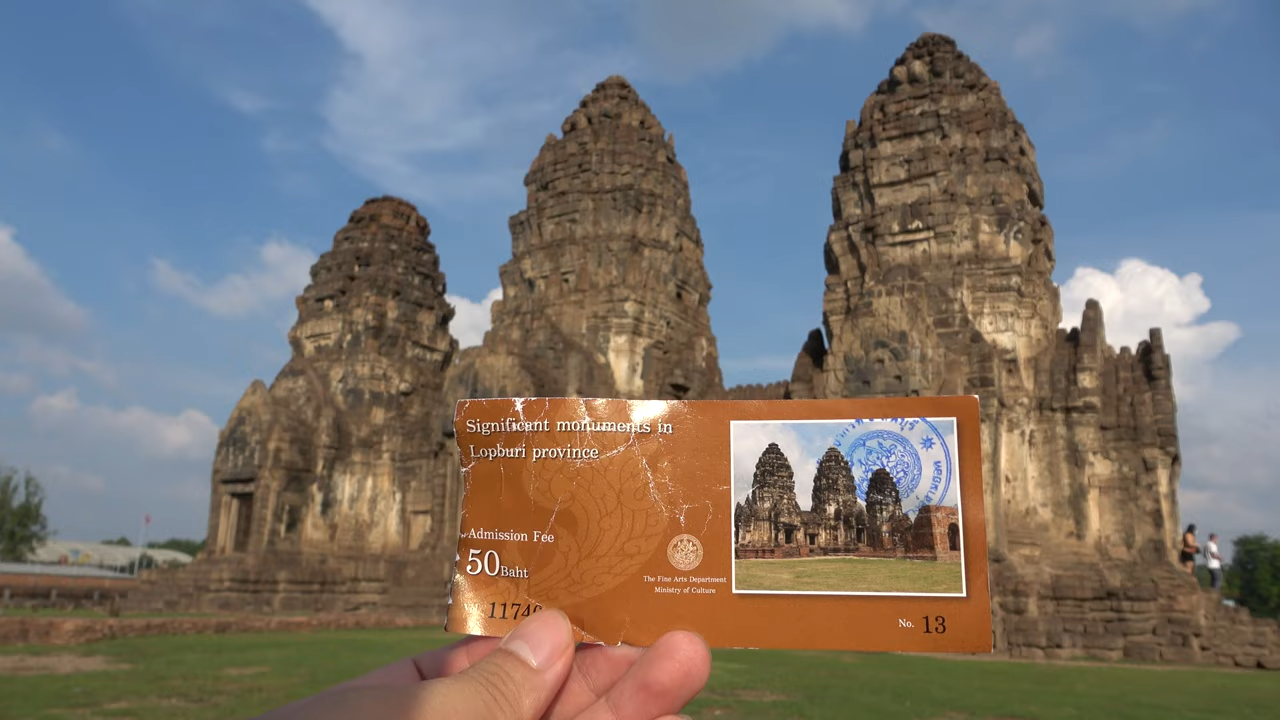 Significant monuments in
Lopburi province
Admission Fee
50Baht
The Fine Arts Department
Ministry of Culture
No. 13